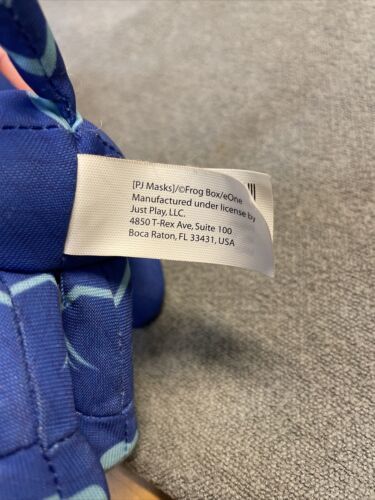 [PJ Masks]/©Frog Box/eOne
Manufactured under license by
Just Play, LLC.
4850 T-Rex Ave, Suite 100
Boca Raton, FL 33431, USA